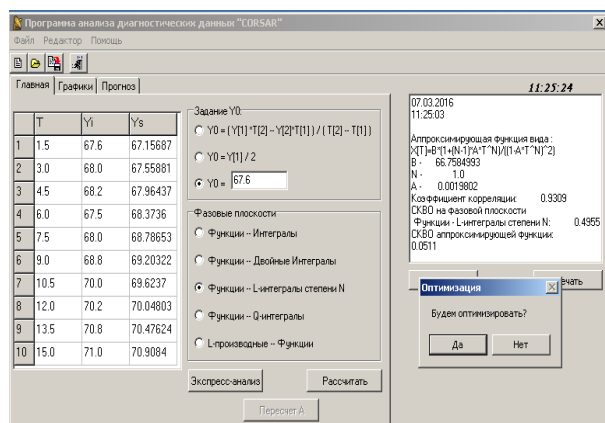 Программа анализа диагностических данных "CORSAR"
Файл Редактор Помощь
Главная Графики Прогноз
11:25:24
T Yi Ys
1 1.5 67.6 67.15687
2 3.0 68.0 67.55881
3 4.5 68.2 67.96437
4 6.0 67.5 68.3736
5 7.5 68.0 68.78653
6 9.0 68.8 69.20322
7 10.5 70.0 69.6237
8 12.0 70.2 70.04803
9 13.5 70.8 70.47624
10 15.0 71.0 70.9084
Задание Y0:
Y0 = ( Y[1] *T[2] -- Y[2]*T[1] ) / ( T[2] -- T[1] )
Y0 = Y[1] / 2
Y0 = 67.6
Фазовые плоскости
Функции -- Интегралы
Функции -- Двойные Интегралы
Функции -- L-интегралы степени N
Функции -- Q-интегралы
L-производные -- Функции
Экспресс-анализ Рассчитать
Пересчет А
07.03.2016
11:25:03
Аппроксимирующая функция вида :
X[T]=B*(1+(N-1)*A*T^N)/((1-A*T^N)^2)
B - 66.7584993
N - 1.0
A - 0.0019802
Коэффициент корреляции: 0.9309
СКВО на фазовой плоскости
Функции - L-интегралы степени N: 0.4955
СКВО аппроксимирующей функции:
0.0511
Оптимизация
Будем оптимизировать?
Да Нет